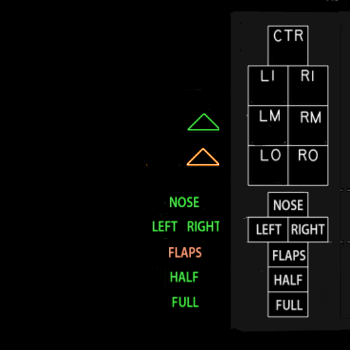 CTR
LI RI
LM RM
LO RO
NOSE NOSE
LEFT RIGHT LEFT RIGHT
FLAPS FLAPS
HALF HALF
FULL FULL